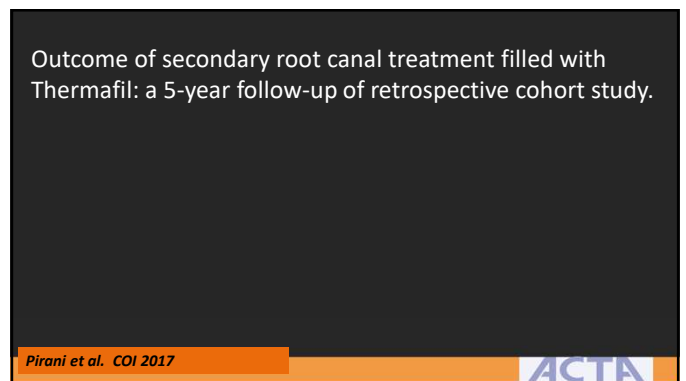 Outcome of secondary root canal treatment filled with
Thermafil: a 5-year follow-up of retrospective cohort study.
Pirani et al. COI 2017
ACTA